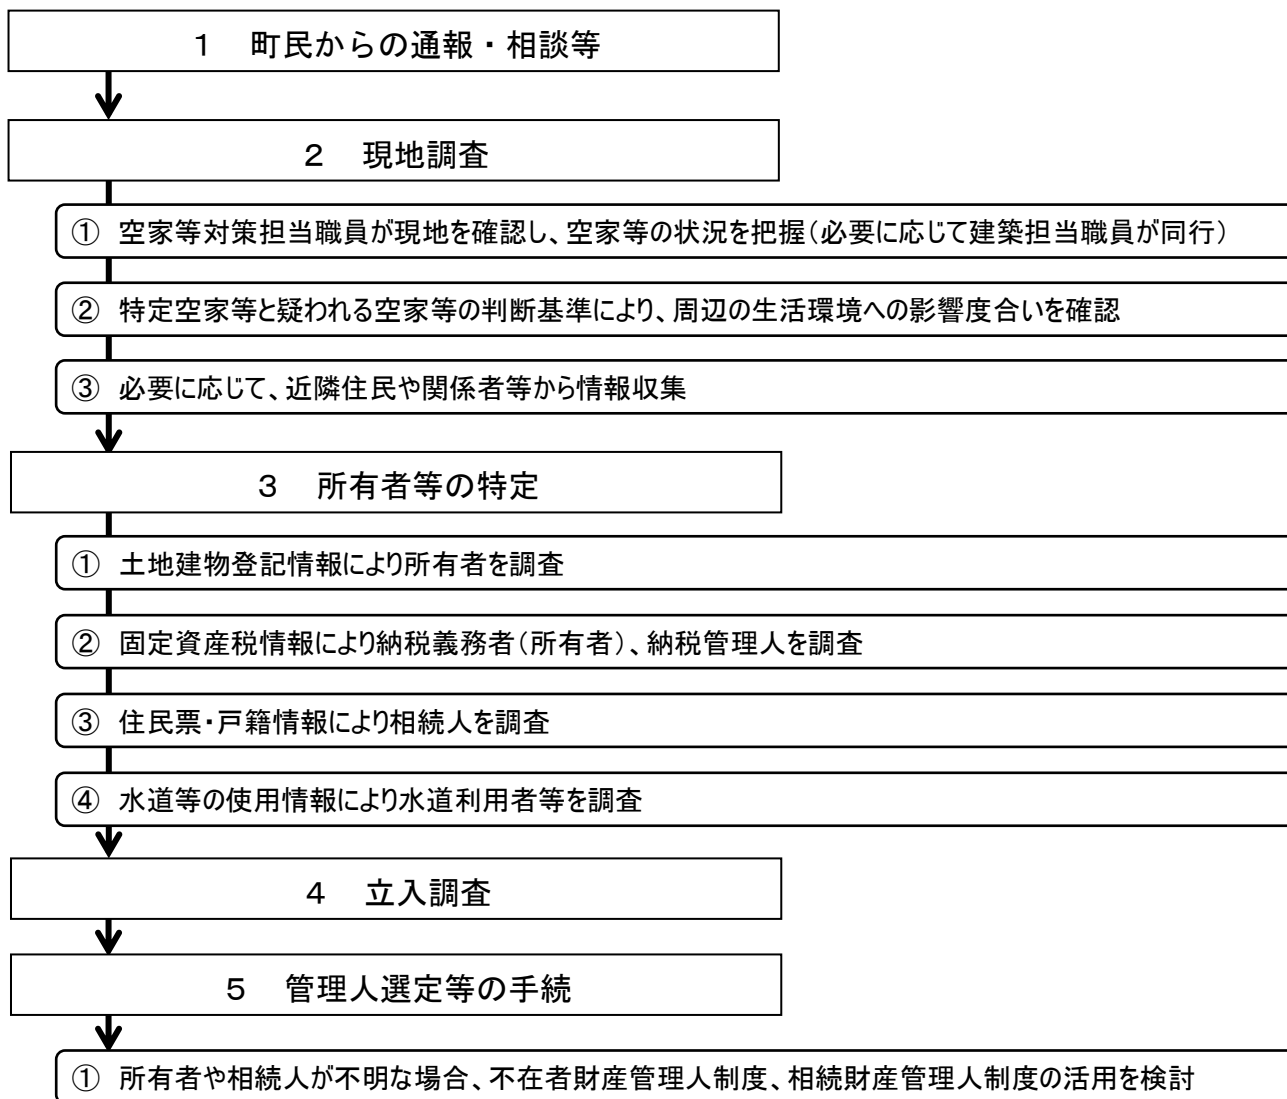 １　町民からの通報・相談等
２　現地調査
①　空家等対策担当職員が現地を確認し、空家等の状況を把握（必要に応じて建築担当職員が同行）
②　特定空家等と疑われる空家等の判断基準により、周辺の生活環境への影響度合いを確認
③　必要に応じて、近隣住民や関係者等から情報収集
３　所有者等の特定
①　土地建物登記情報により所有者を調査
②　固定資産税情報により納税義務者（所有者）、納税管理人を調査
③　住民票・戸籍情報により相続人を調査
④　水道等の使用情報により水道利用者等を調査
４　立入調査
５　管理人選定等の手続
①　所有者や相続人が不明な場合、不在者財産管理人制度、相続財産管理人制度の活用を検討